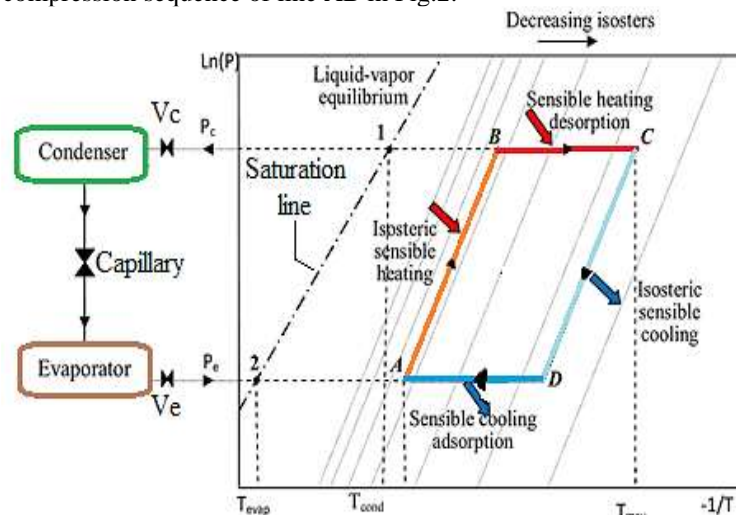 compression sequence of line AB in Fig.2.
Decreasing isosters
Ln(P)
Liquid-vapor
equilibrium
Sensible heating
desorption
Vc
Pc
1
B
C
Condenser
Saturation
line
Isosteric
sensible
heating
Capillary
Isosteric
sensible
cooling
Evaporator
Pe
2
A
D
Ve
Sensible cooling
adsorption
Tevap
Tcond
-1/T